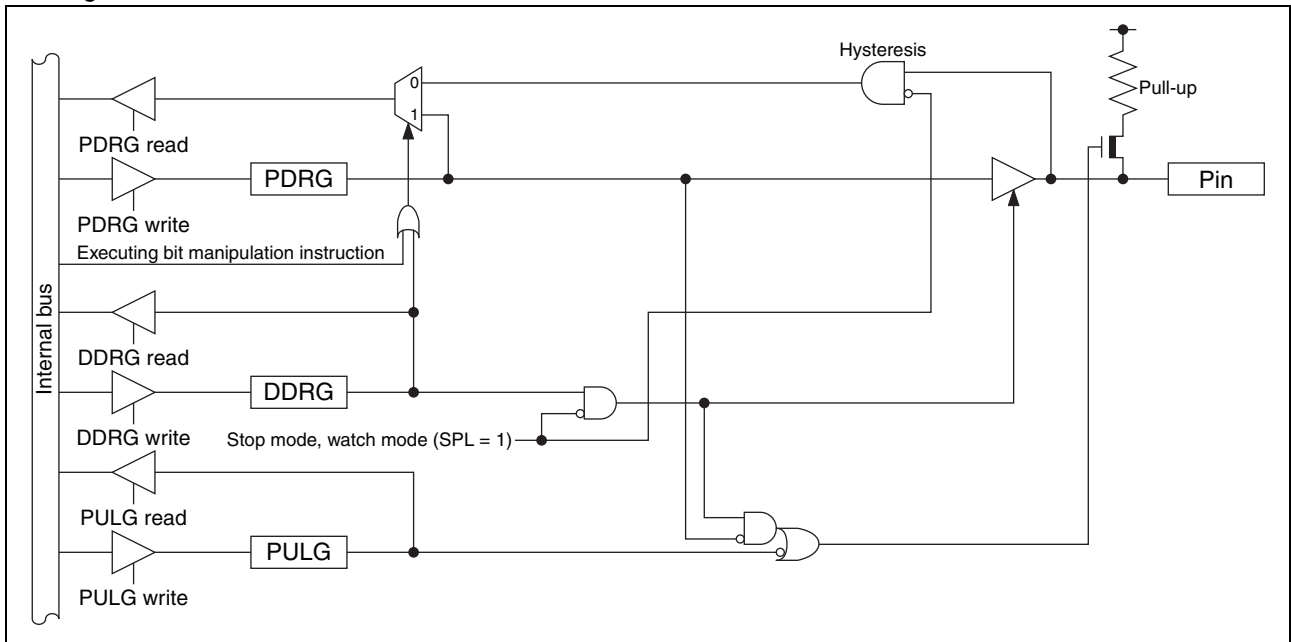 Hysteresis
0
Pull-up
1
PDRG read
PDRG
Pin
PDRG write
Executing bit manipulation instruction
Internal bus
DDRG read
DDRG
DDRG write
Stop mode, watch mode (SPL = 1)
PULG read
PULG
PULG write